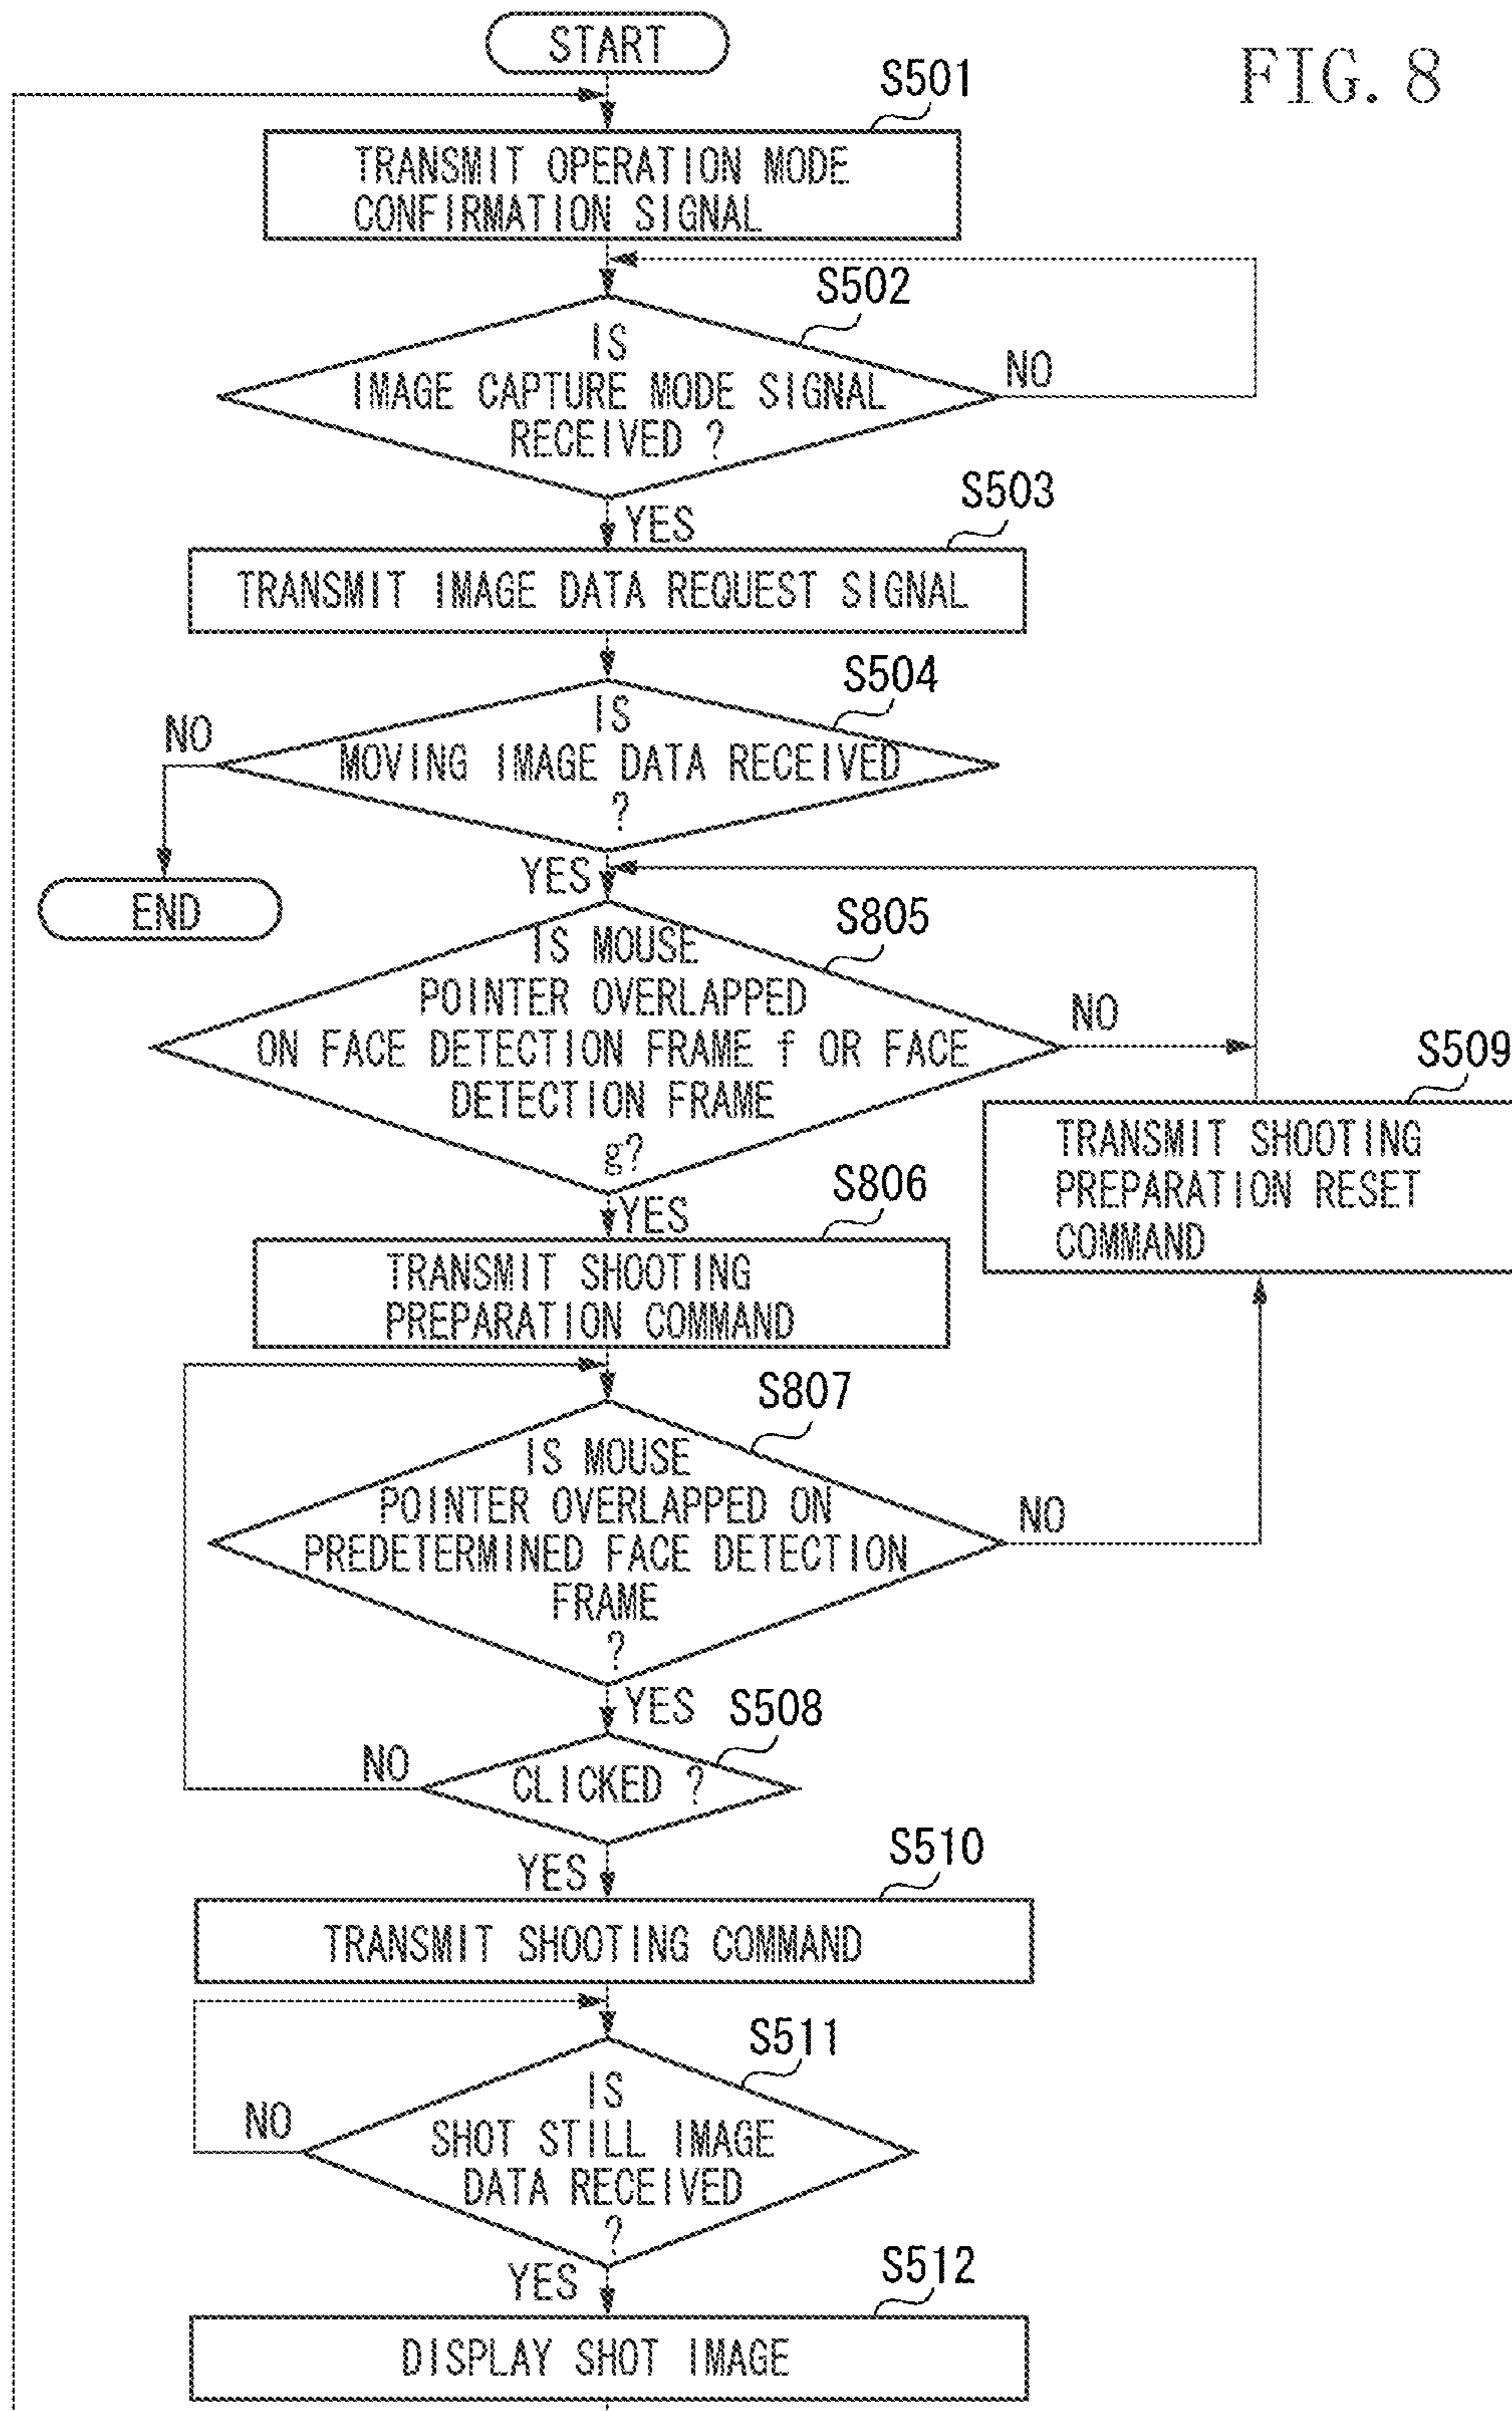 START
FIG. 8
S501
TRANSMIT OPERATION MODE
CONFIRMATION SIGNAL
S502
IS
IMAGE CAPTURE MODE SIGNAL
RECEIVED ?
NO
YES
S503
TRANSMIT IMAGE DATA REQUEST SIGNAL
S504
IS
MOVING IMAGE DATA RECEIVED
?
NO
END
YES
S805
IS MOUSE
POINTER OVERLAPPED
ON FACE DETECTION FRAME f OR FACE
DETECTION FRAME
g?
NO
S509
TRANSMIT SHOOTING
PREPARATION RESET
COMMAND
YES
S806
TRANSMIT SHOOTING
PREPARATION COMMAND
S807
IS MOUSE
POINTER OVERLAPPED ON
PREDETERMINED FACE DETECTION
FRAME
?
NO
YES
S508
CLICKED ?
NO
YES
S510
TRANSMIT SHOOTING COMMAND
S511
IS
SHOT STILL IMAGE
DATA RECEIVED
?
NO
YES
S512
DISPLAY SHOT IMAGE